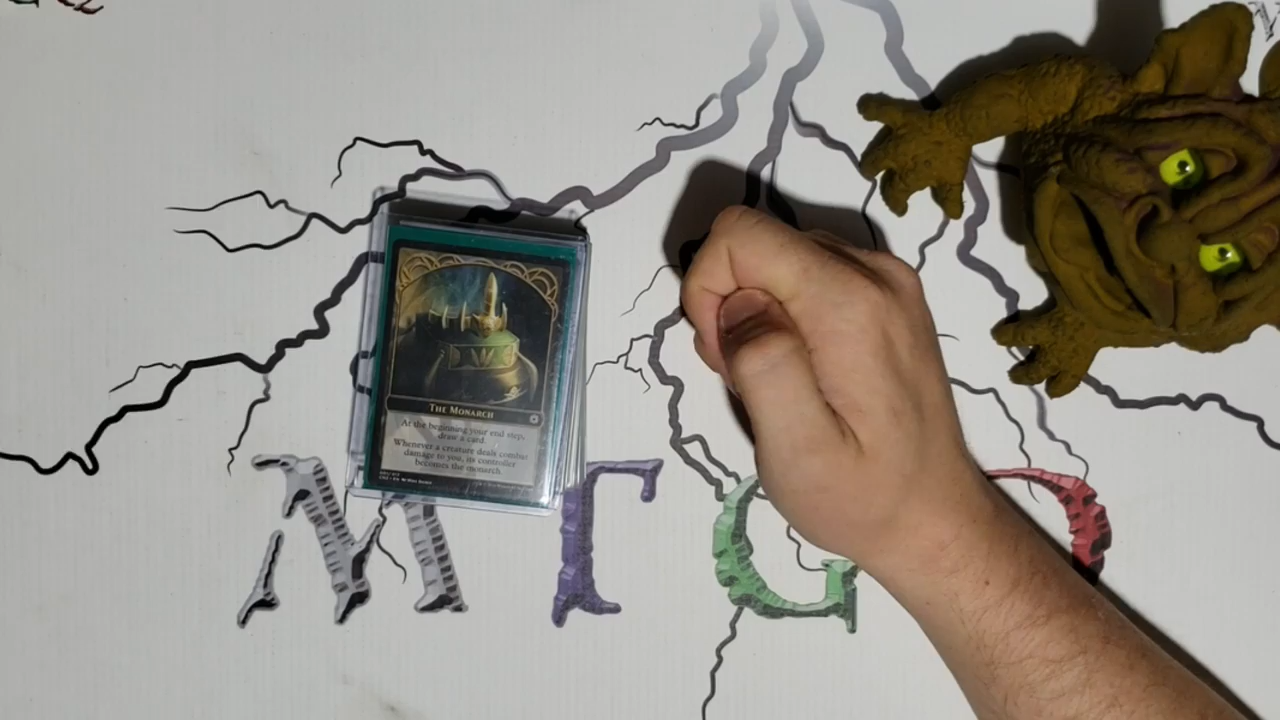 The Monarch
At the beginning your end step,
draw a card.
Whenever a creature deals combat
damage to you, its controller
becomes the monarch.
M T G